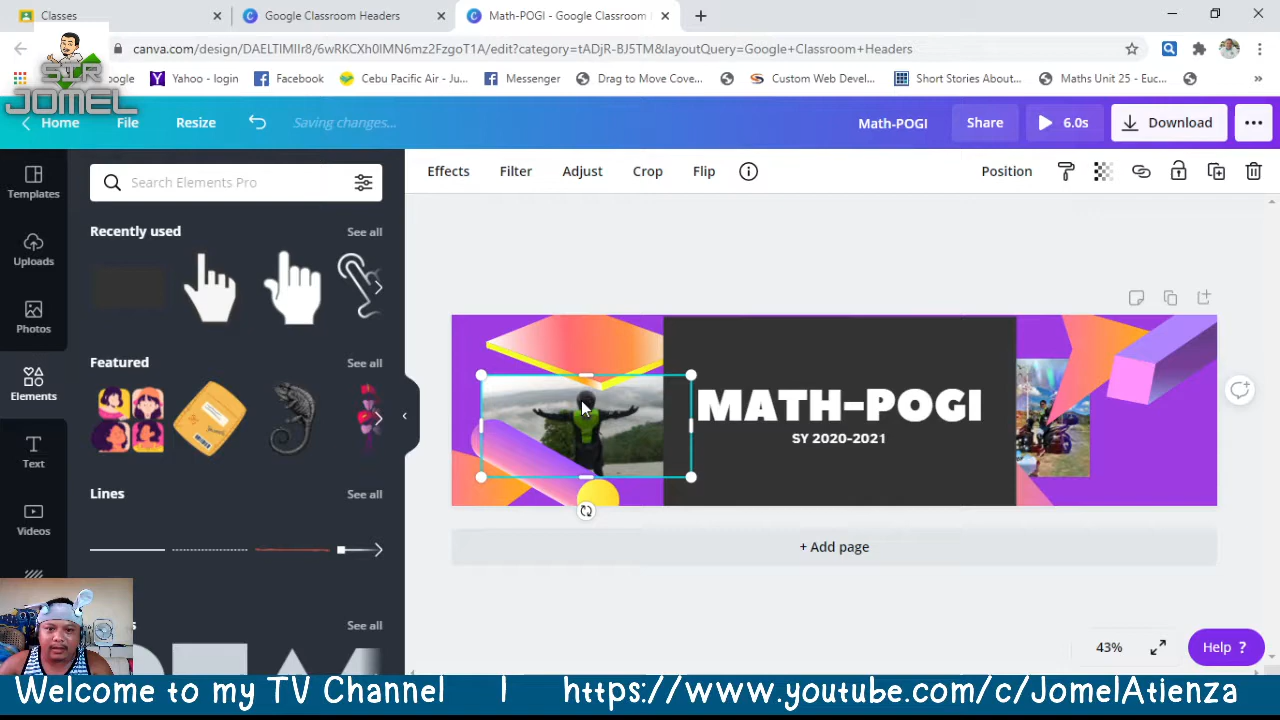 Classes
Google Classroom Headers
Math-POGI - Google Classroom
canva.com/design/DAELTlMIIr8/6wRKCXh0lMN6mz2FzgoT1A/edit?category=tADjR-BJ5TM&layoutQuery=Google+Classroom+Headers
Yahoo - login
Facebook
Cebu Pacific Air - Ju...
Messenger
Drag to Move Cove...
Custom Web Devel...
Short Stories About...
Maths Unit 25 - Euc...
SIR
JOMEL
Home
File
Resize
Saving changes...
Math-POGI
Share
6.0s
Download
Templates
Uploads
Photos
Elements
Text
Videos
Search Elements Pro
Recently used
See all
Featured
See all
Lines
See all
See all
Effects
Filter
Adjust
Crop
Flip
Position
MATH-POGI
SY 2020-2021
+ Add page
43%
Help ?
Welcome to my TV Channel | https://www.youtube.com/c/JomelAtienza